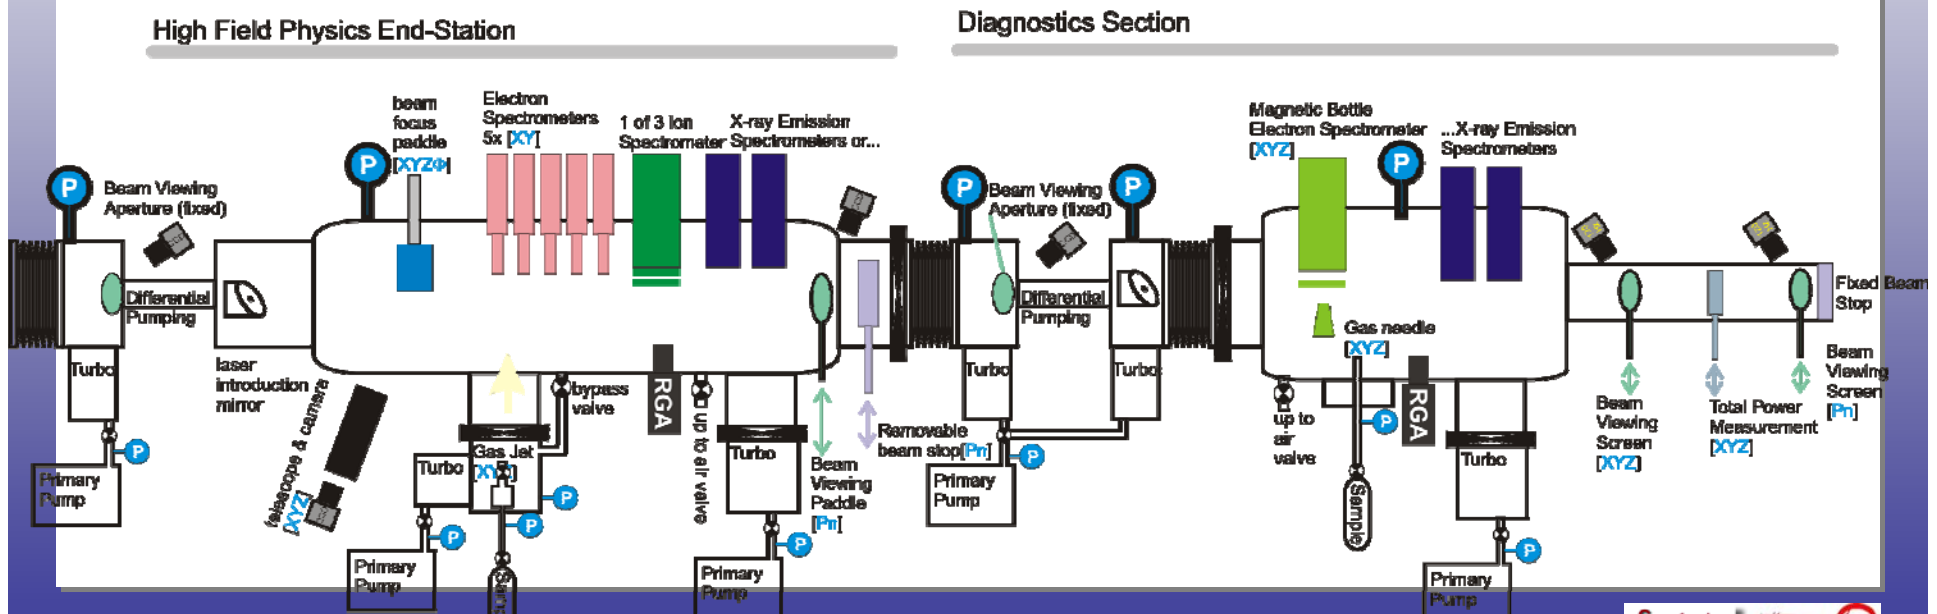 High Field Physics End-Station
Diagnostics Section
beam
focus
paddle
[XYZΦ]
Electron
Spectrometers
5x [XY]
1 of 3 Ion
Spectrometer
X-ray Emission
Spectrometers or...
P
P
Beam Viewing
Aperture (fixed)
Differential
Pumping
Turbo
P
Primary
Pump
laser
introduction
mirror
telescope & camera
[XYZ]
Gas Jet
Turbo
P
P
P
Primary
Pump
bypass
valve
RGA
up to air valve
Turbo
P
Primary
Pump
Beam
Viewing
Paddle
[Pn]
Removable
beam stop[Pn]
P
P
Beam Viewing
Aperture (fixed)
Differential
Pumping
Turbo
Turbo
P
Primary
Pump
Magnetic Bottle
Electron Spectrometer
[XYZ]
P
...X-ray Emission
Spectrometers
Gas needle
[XYZ]
up to
air
valve
P
Sample
RGA
Turbo
P
Primary
Pump
Beam
Viewing
Screen
[XYZ]
Total Power
Measurement
[XYZ]
Beam
Viewing
Screen
[Pn]
Fixed Beam
Stop